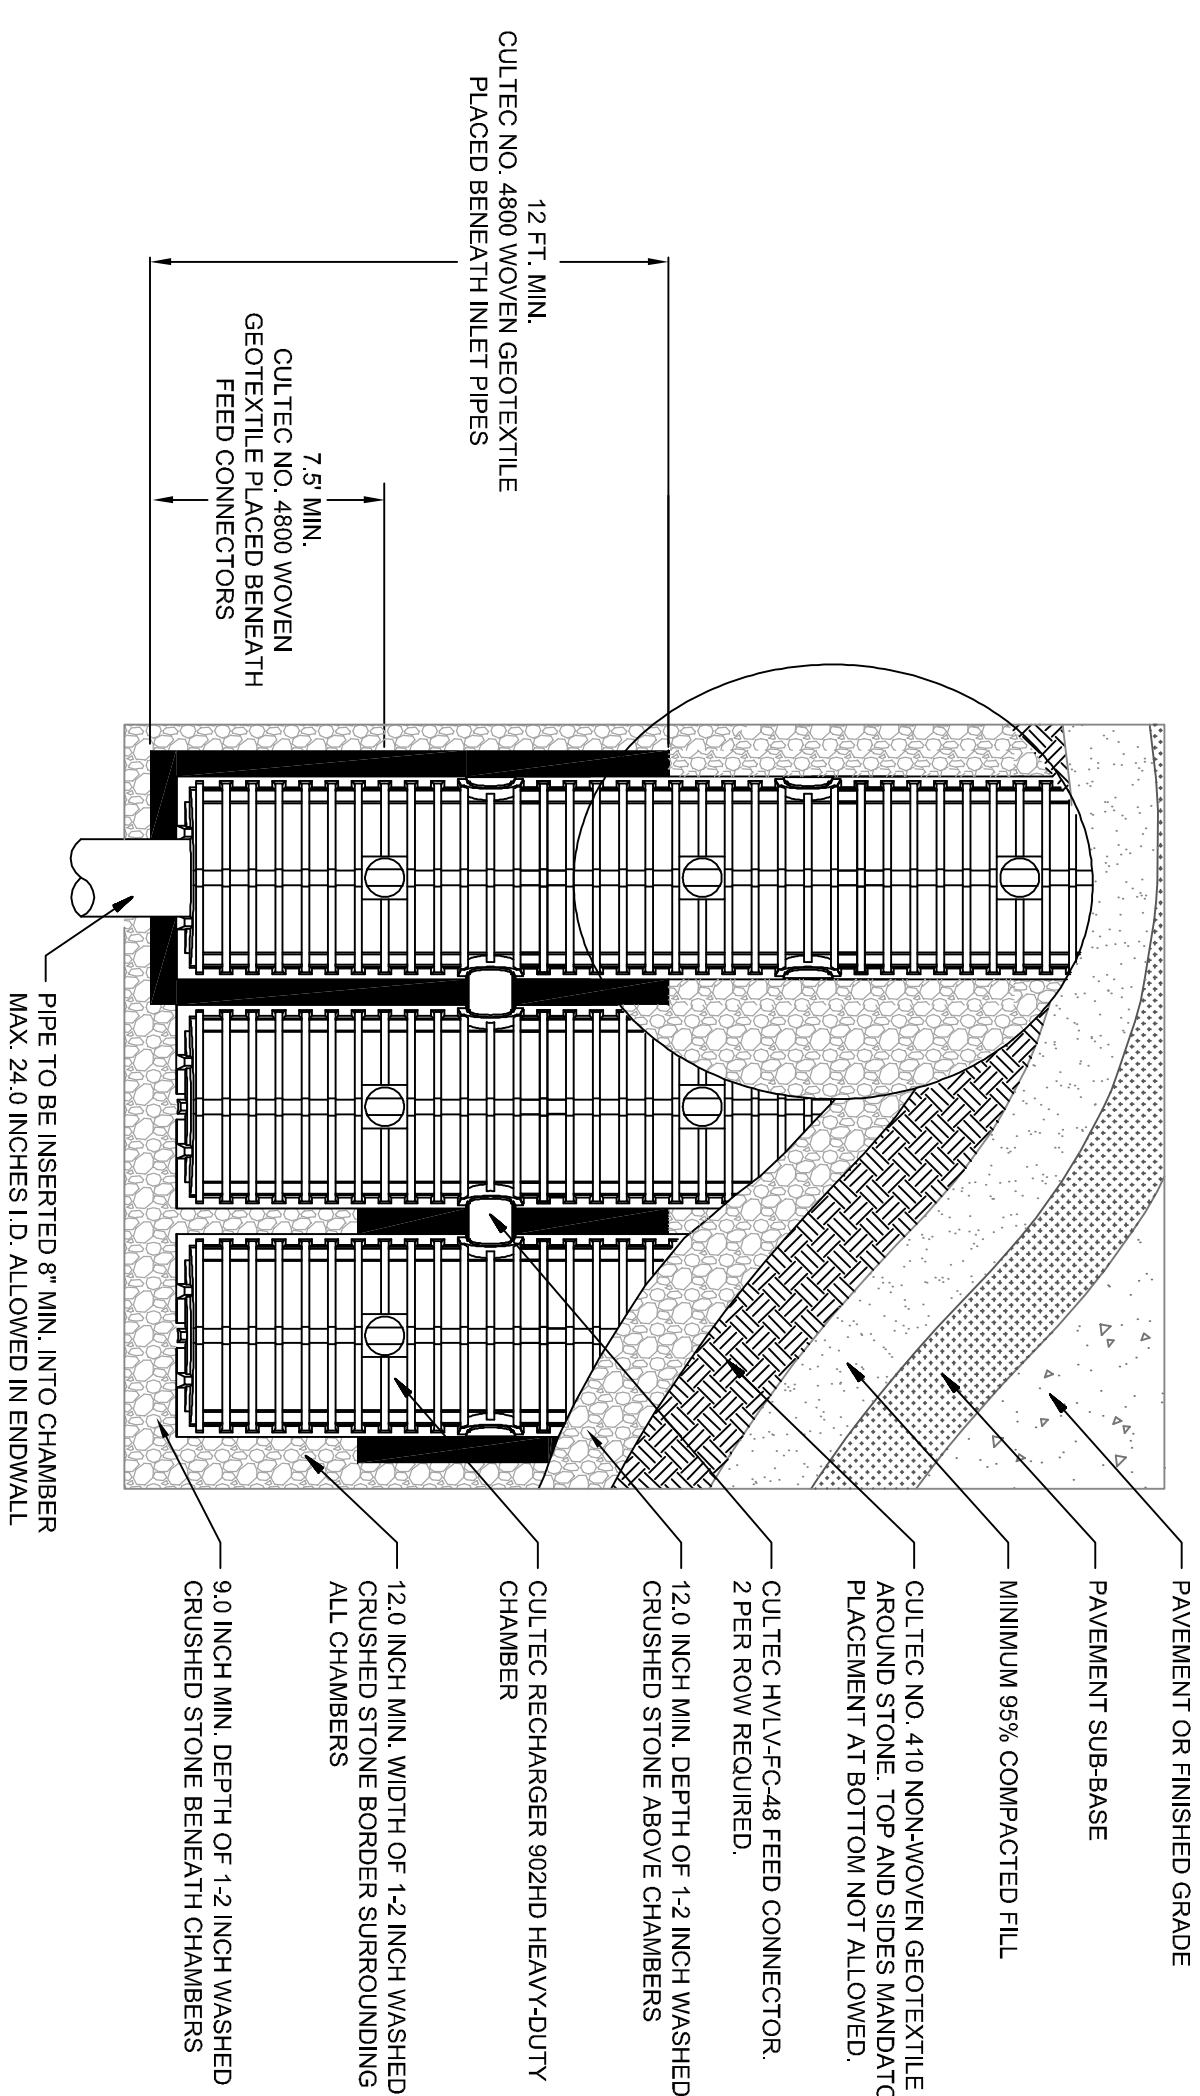 PAVEMENT OR FINISHED GRADE
PAVEMENT SUB-BASE
MINIMUM 95% COMPACTED FILL
CULTEC NO. 410 NON-WOVEN GEOTEXTILE
AROUND STONE. TOP AND SIDES
PLACEMENT AT BOTTOM NOT ALLOWED.
CULTEC HVLV-FC-48 FEED CONNECTOR.
2 PER ROW REQUIRED.
12.0 INCH MIN. DEPTH OF 1-2 INCH WASHED
CRUSHED STONE ABOVE CHAMBERS
CULTEC RECHARGER 902HD HEAVY-DUTY
CHAMBER
12.0 INCH MIN. WIDTH OF 1-2 INCH WASHED
CRUSHED STONE BORDER SURROUNDING
ALL CHAMBERS
9.0 INCH MIN. DEPTH OF 1-2 INCH WASHED
CRUSHED STONE BENEATH CHAMBERS
12 FT. MIN.
CULTEC NO. 4800 WOVEN GEOTEXTILE
PLACED BENEATH INLET PIPES
7.5' MIN.
CULTEC NO. 4800 WOVEN
GEOTEXTILE PLACED BENEATH
FEED CONNECTORS
PIPE TO BE INSERTED 8" MIN. INTO CHAMBER
MAX. 24.0 INCHES I.D. ALLOWED IN ENDWALL